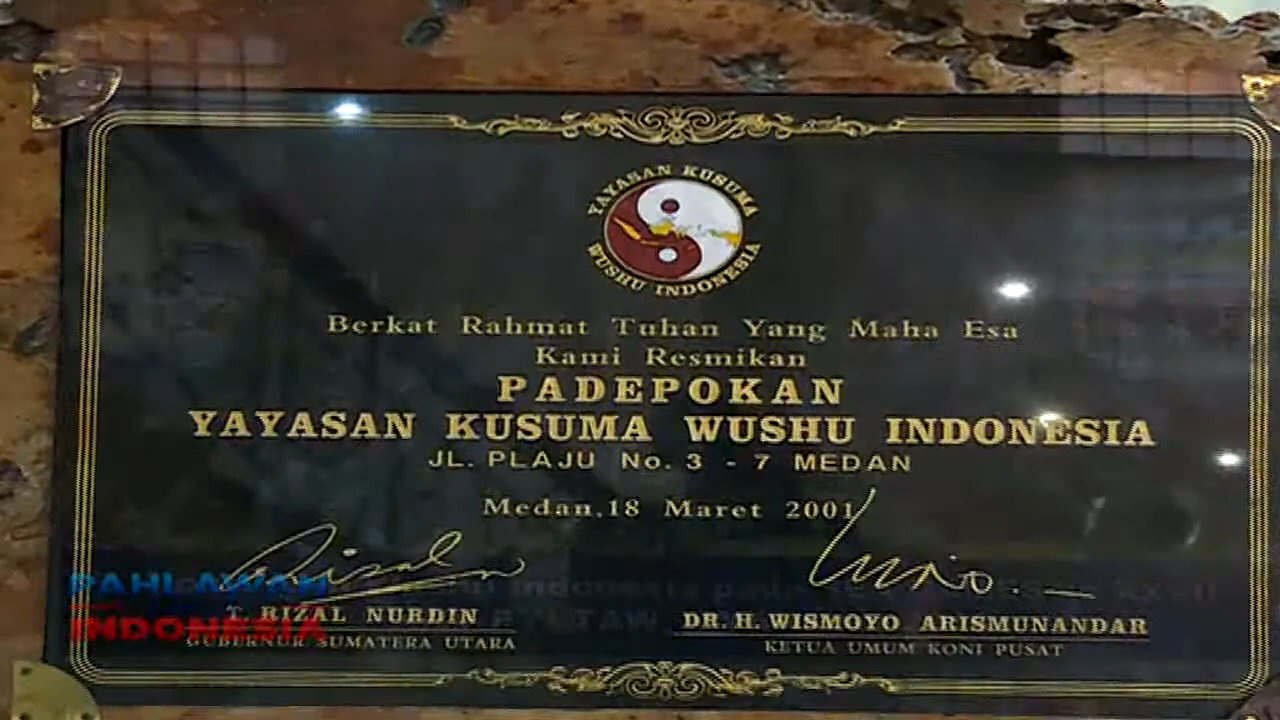 YAYASAN KUSUMA
WUSHU INDONESIA
Berkat Rahmat Tuhan Yang Maha Esa
Kami Resmikan
PADEPOKAN
YAYASAN KUSUMA WUSHU INDONESIA
JL. PLAJU No. 3 - 7 MEDAN
Medan, 18 Maret 2001
Rizal
T. RIZAL NURDIN
GUBERNUR SUMATERA UTARA
DR. H. WISMOYO ARISMUNANDAR
KETUA UMUM KONI PUSAT
PAHLAWAN
INDONESIA